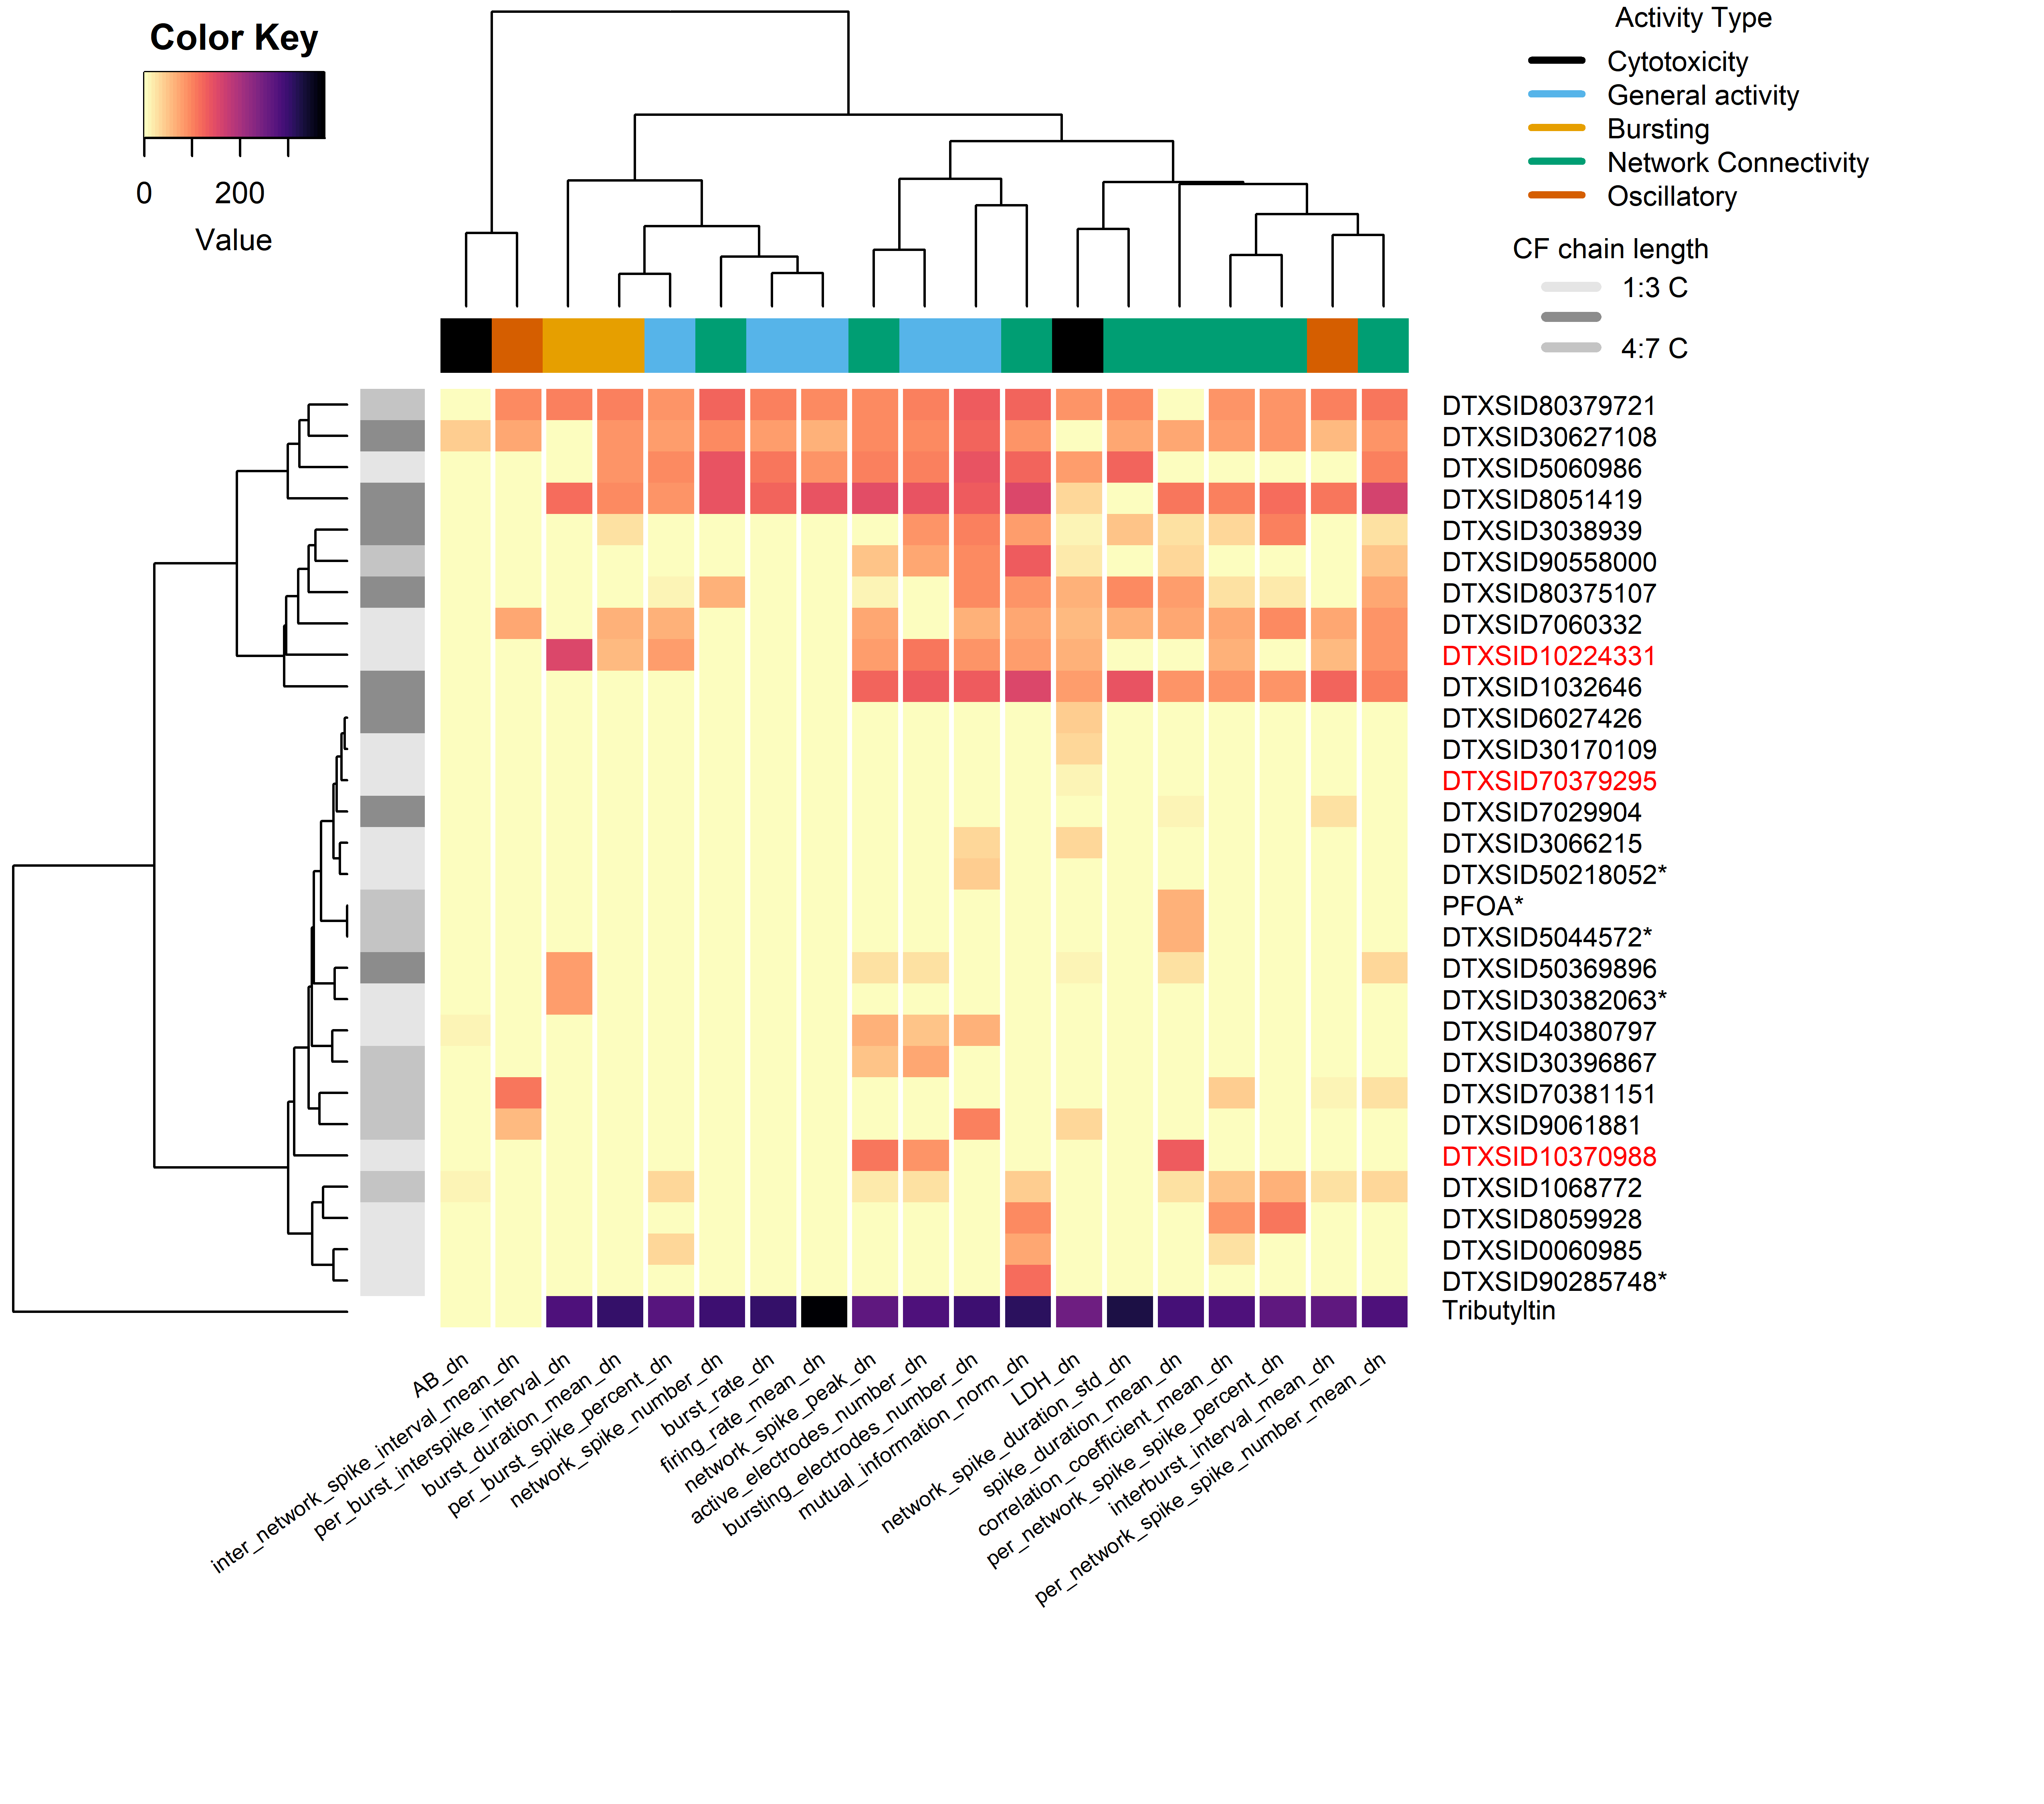 Color Key
0
200
Value
Activity Type
Cytotoxicity
General activity
Bursting
Network Connectivity
Oscillatory
CF chain length
1:3 C
4:7 C
DTXSID80379721
DTXSID30627108
DTXSID5060986
DTXSID8051419
DTXSID3038939
DTXSID90558000
DTXSID80375107
DTXSID7060332
DTXSID10224331
DTXSID1032646
DTXSID6027426
DTXSID30170109
DTXSID70379295
DTXSID7029904
DTXSID3066215
DTXSID50218052*
PFOA*
DTXSID5044572*
DTXSID50369896
DTXSID30382063*
DTXSID40380797
DTXSID30396867
DTXSID70381151
DTXSID9061881
DTXSID10370988
DTXSID1068772
DTXSID8059928
DTXSID0060985
DTXSID90285748*
Tributyltin
AB_dn
inter_network_spike_interval_mean_dn
per_burst_interspike_interval_dn
burst_duration_mean_dn
per_burst_spike_percent_dn
network_spike_number_dn
burst_rate_dn
firing_rate_mean_dn
network_spike_peak_dn
active_electrodes_number_dn
bursting_electrodes_number_dn
mutual_information_norm_dn
LDH_dn
network_spike_duration_std_dn
spike_duration_mean_dn
correlation_coefficient_mean_dn
per_network_spike_spike_percent_dn
interburst_interval_mean_dn
per_network_spike_spike_number_mean_dn